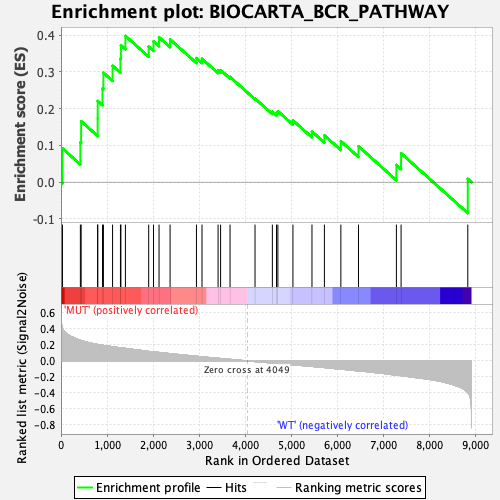 Enrichment plot: BIOCARTA_BCR_PATHWAY
Enrichment score (ES)
0.4
0.3
0.2
0.1
0.0
-0.1
'MUT' (positively correlated)
Ranked list metric (Signal2Noise)
0.6
0.4
0.2
0.0
-0.2
-0.4
-0.6
-0.8
Zero cross at 4049
'WT' (negatively correlated)
0 1,000 2,000 3,000 4,000 5,000 6,000 7,000 8,000 9,000
Rank in Ordered Dataset
Enrichment profile Hits Ranking metric scores